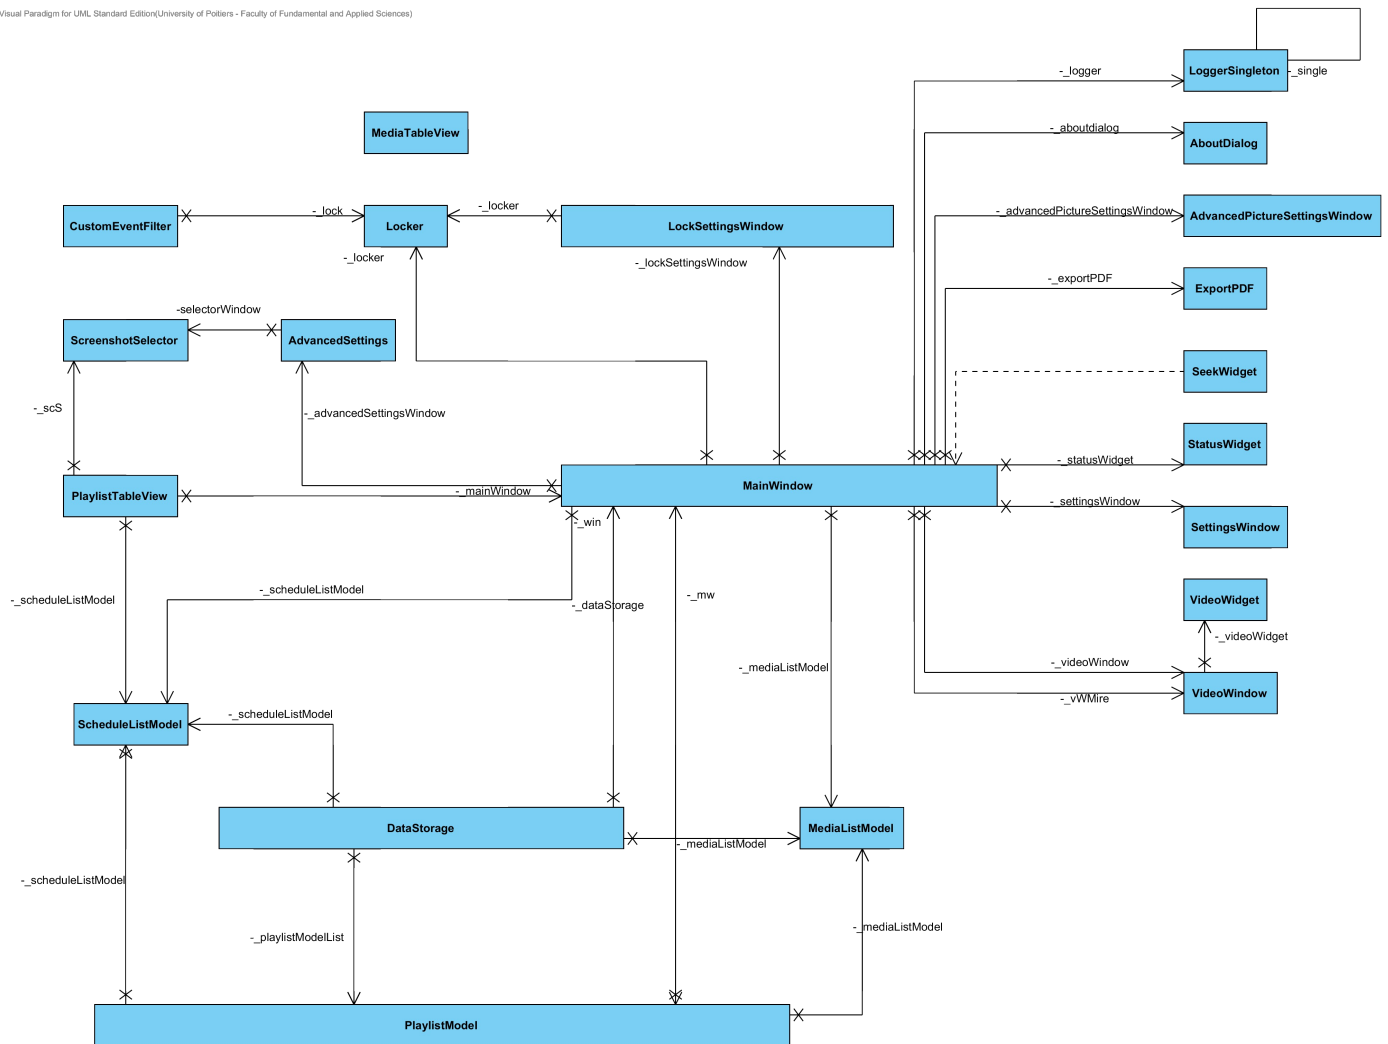 Visual Paradigm for UML Standard Edition(University of Poitiers - Faculty of Fundamental and Applied Sciences)
-_logger
LoggerSingleton
-_single
MediaTableView
-_aboutdialog
AboutDialog
CustomEventFilter
-_lock
Locker
-_locker
LockSettingsWindow
-_advancedPictureSettingsWindow
AdvancedPictureSettingsWindow
-_locker
-_lockSettingsWindow
-_exportPDF
ExportPDF
-selectorWindow
ScreenshotSelector
AdvancedSettings
SeekWidget
-_scS
-_advancedSettingsWindow
StatusWidget
-_statusWidget
PlaylistTableView
-_mainWindow
MainWindow
-_settingsWindow
-_win
SettingsWindow
-_scheduleListModel
-_scheduleListModel
-_dataStorage
-_mw
VideoWidget
-_videoWidget
-_mediaListModel
-_videoWindow
VideoWindow
-_vWMire
ScheduleListModel
-_scheduleListModel
DataStorage
-_mediaListModel
MediaListModel
-_scheduleListModel
-_playlistModelList
-_mediaListModel
PlaylistModel